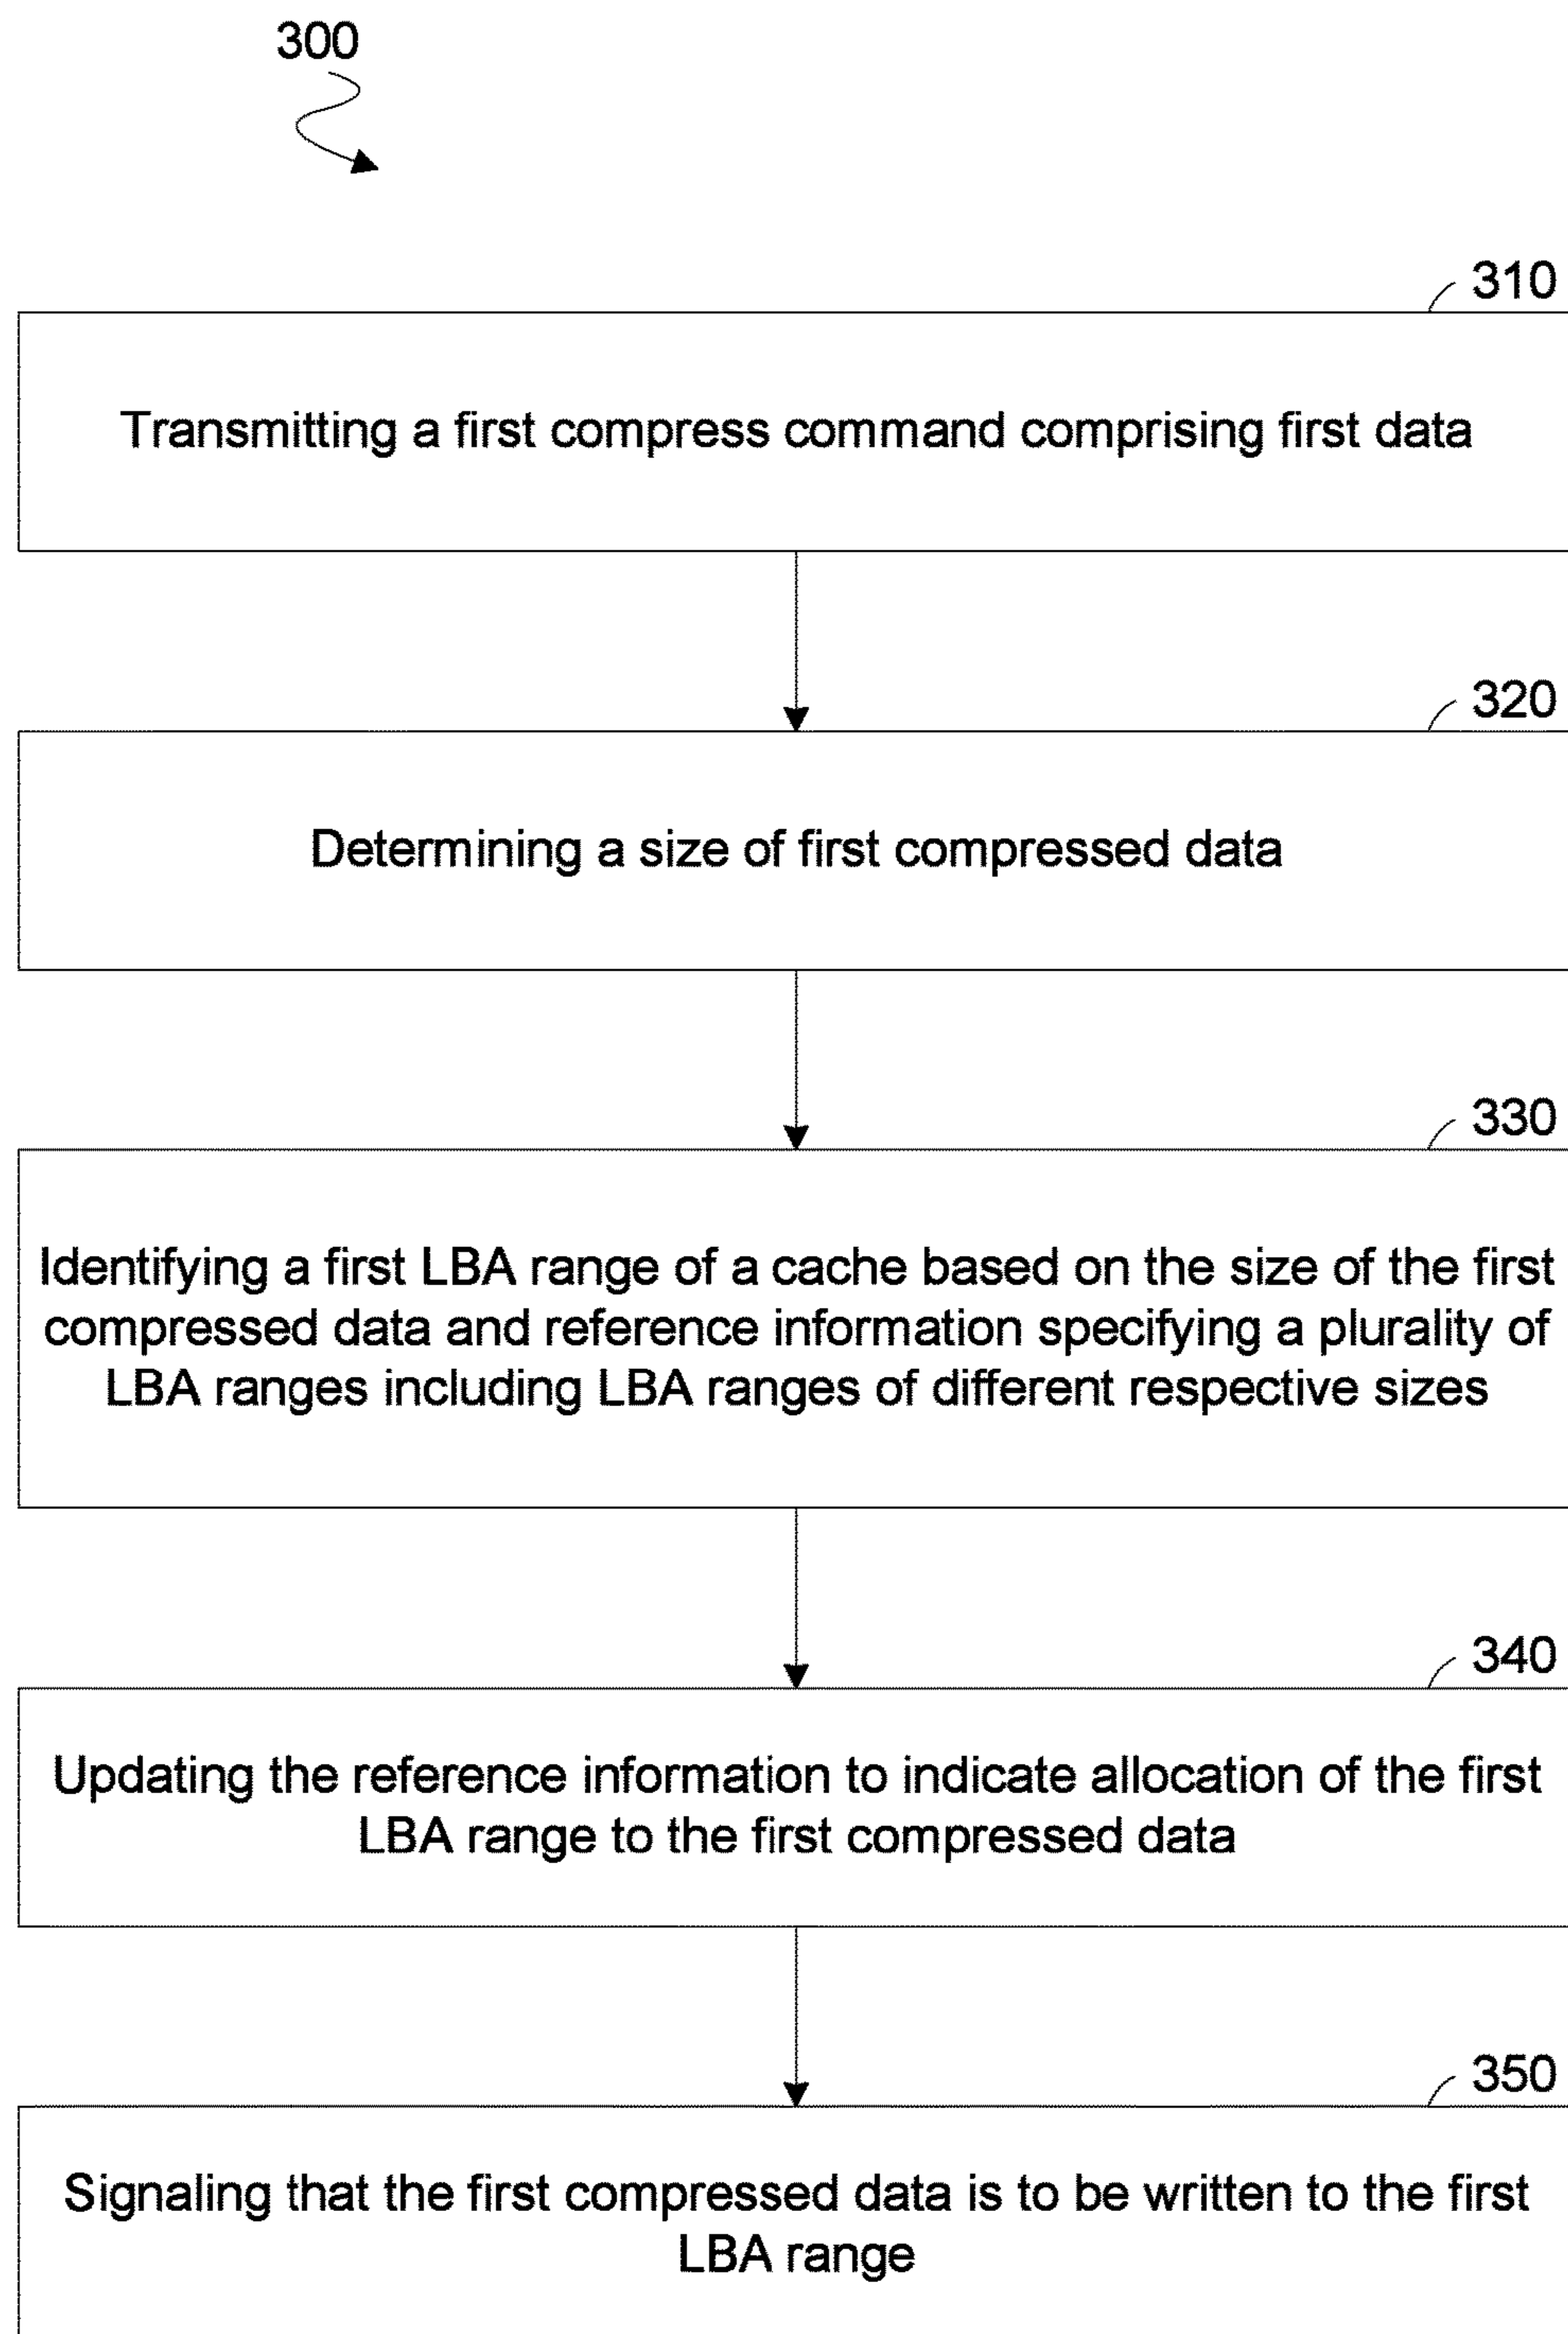 300
310
Transmitting a first compress command comprising first data
320
Determining a size of first compressed data
330
Identifying a first LBA range of a cache based on the size of the first
compressed data and reference information specifying a plurality of
LBA ranges including LBA ranges of different respective sizes
340
Updating the reference information to indicate allocation of the first
LBA range to the first compressed data
350
Signaling that the first compressed data is to be written to the first
LBA range